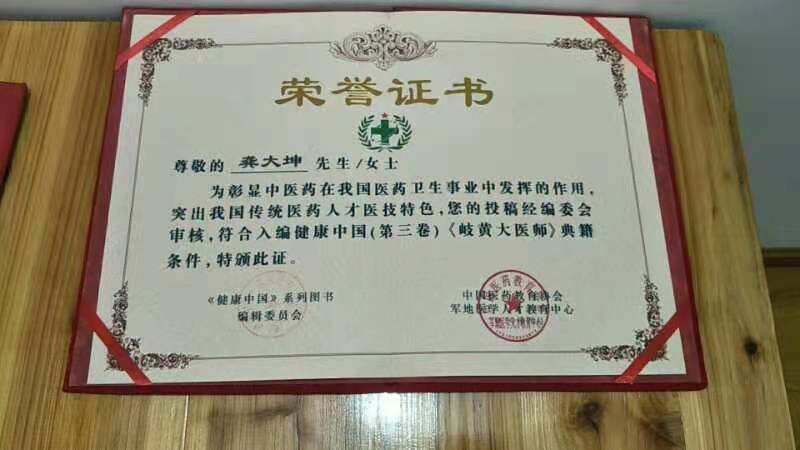 荣誉证书
尊敬的 龚大坤 先生/女士
为彰显中医药在我国医药卫生事业中发挥的作用，
突出我国传统医药人才医技特色，您的投稿经编委会
审核，符合入编健康中国(第三卷)《岐黄大医师》典籍
条件，特颁此证。
《健康中国》系列图书
编辑委员会
中国医药教育协会
军地医学人才教育中心